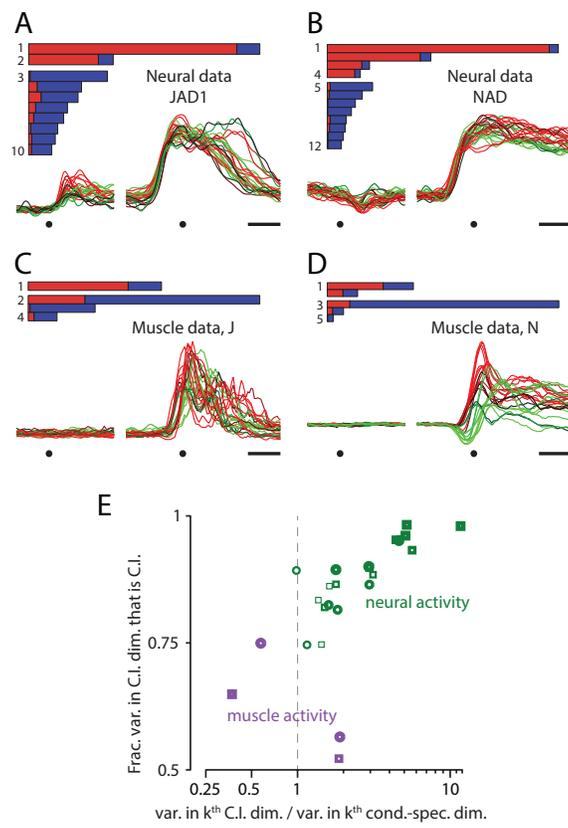 A
1
2
3
10
Neural data
JAD1
B
1
4
5
12
Neural data
NAD
C
1
2
4
Muscle data, J
D
1
3
5
Muscle data, N
E
1
0.75
0.5
Frac. var. in C.I. dim. that is C.I.
neural activity
muscle activity
0.25
0.5
1
10
var. in kth C.I. dim. / var. in kth cond.-spec. dim.